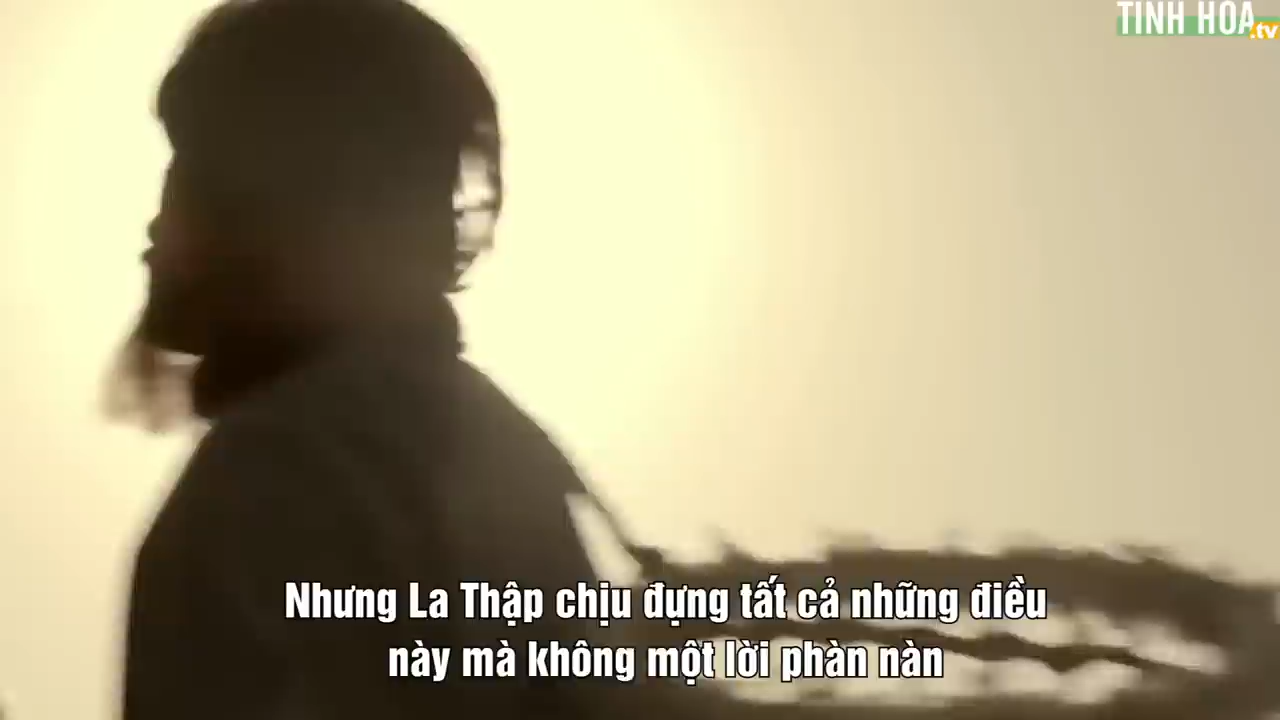 TINH HOA
.tv
Nhưng La Thập chịu đựng tất cả những điều
này mà không một lời phàn nàn